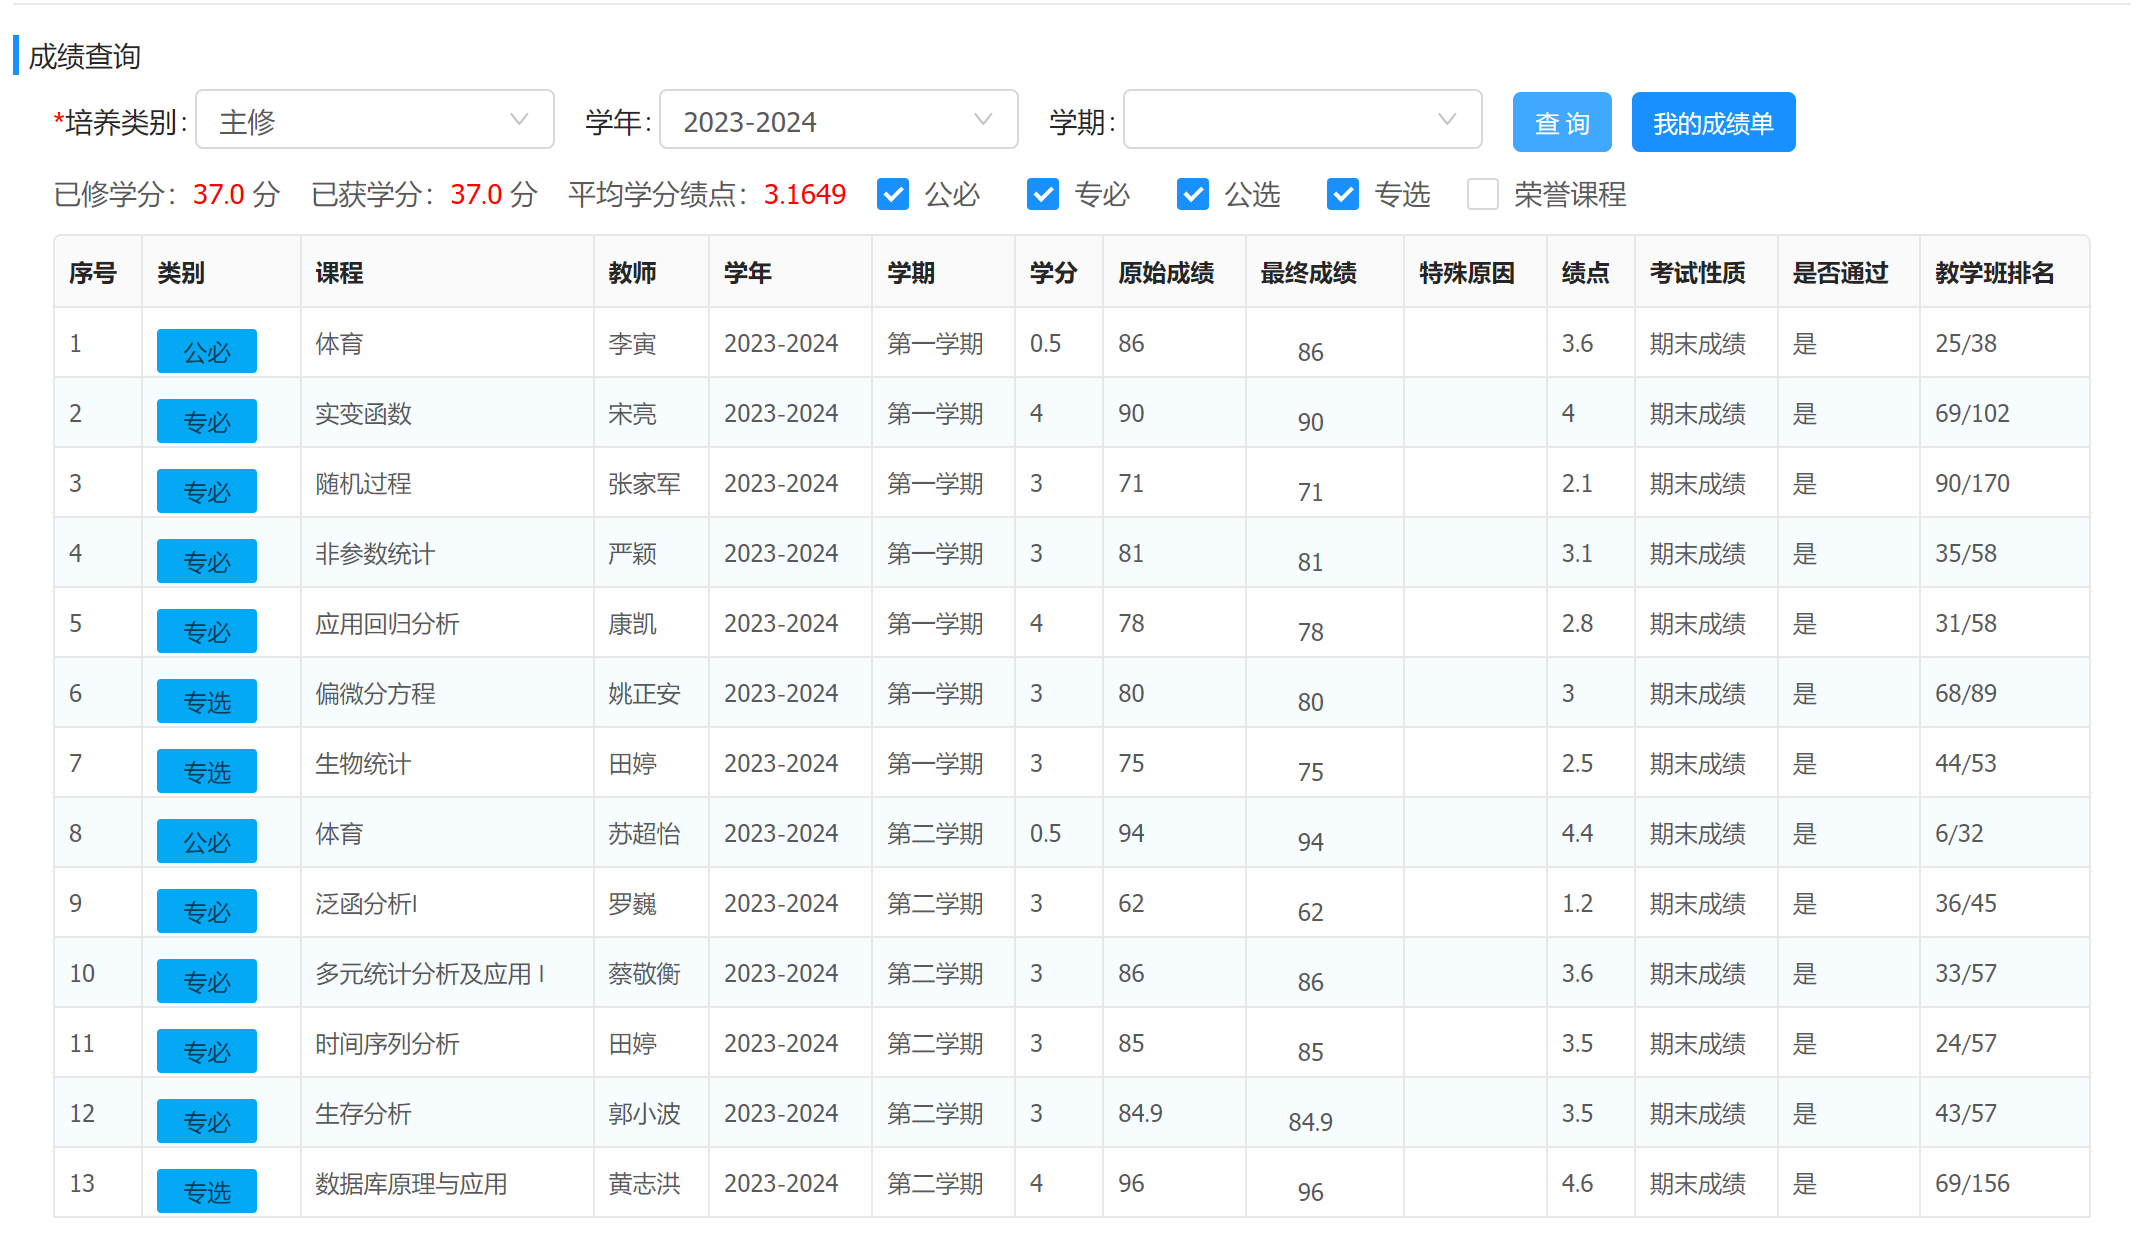 成绩查询
*培养类别: 主修 学年: 2023-2024 学期: 查 询 我的成绩单
已修学分: 37.0 分 已获学分: 37.0 分 平均学分绩点: 3.1649 公必 专必 公选 专选 荣誉课程
序号 类别 课程 教师 学年 学期 学分 原始成绩 最终成绩 特殊原因 绩点 考试性质 是否通过 教学班排名
1 公必 体育 李寅 2023-2024 第一学期 0.5 86 86 3.6 期末成绩 是 25/38
2 专必 实变函数 宋亮 2023-2024 第一学期 4 90 90 4 期末成绩 是 69/102
3 专必 随机过程 张家军 2023-2024 第一学期 3 71 71 2.1 期末成绩 是 90/170
4 专必 非参数统计 严颖 2023-2024 第一学期 3 81 81 3.1 期末成绩 是 35/58
5 专必 应用回归分析 康凯 2023-2024 第一学期 4 78 78 2.8 期末成绩 是 31/58
6 专选 偏微分方程 姚正安 2023-2024 第一学期 3 80 80 3 期末成绩 是 68/89
7 专选 生物统计 田婷 2023-2024 第一学期 3 75 75 2.5 期末成绩 是 44/53
8 公必 体育 苏超怡 2023-2024 第二学期 0.5 94 94 4.4 期末成绩 是 6/32
9 专必 泛函分析I 罗巍 2023-2024 第二学期 3 62 62 1.2 期末成绩 是 36/45
10 专必 多元统计分析及应用 I 蔡敬衡 2023-2024 第二学期 3 86 86 3.6 期末成绩 是 33/57
11 专必 时间序列分析 田婷 2023-2024 第二学期 3 85 85 3.5 期末成绩 是 24/57
12 专必 生存分析 郭小波 2023-2024 第二学期 3 84.9 84.9 3.5 期末成绩 是 43/57
13 专选 数据库原理与应用 黄志洪 2023-2024 第二学期 4 96 96 4.6 期末成绩 是 69/156